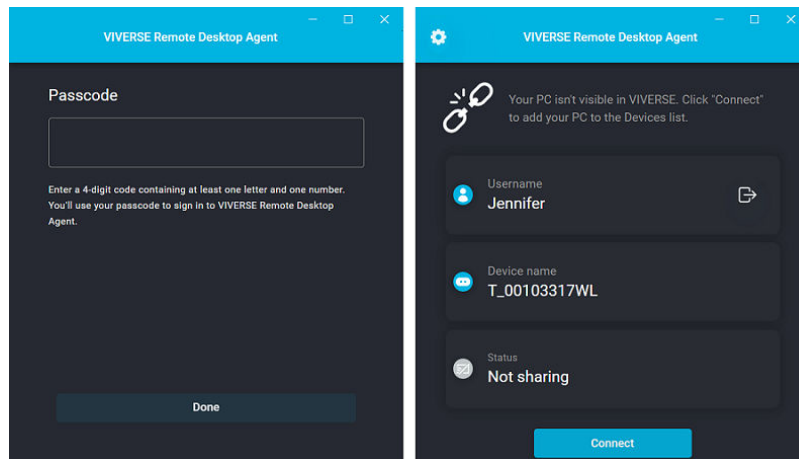 VIVERSE Remote Desktop Agent
Passcode
Enter a 4-digit code containing at least one letter and one number.
You'll use your passcode to sign in to VIVERSE Remote Desktop
Agent.
Done
VIVERSE Remote Desktop Agent
Your PC isn't visible in VIVERSE. Click "Connect"
to add your PC to the Devices list.
Username
Jennifer
Device name
T_00103317WL
Status
Not sharing
Connect